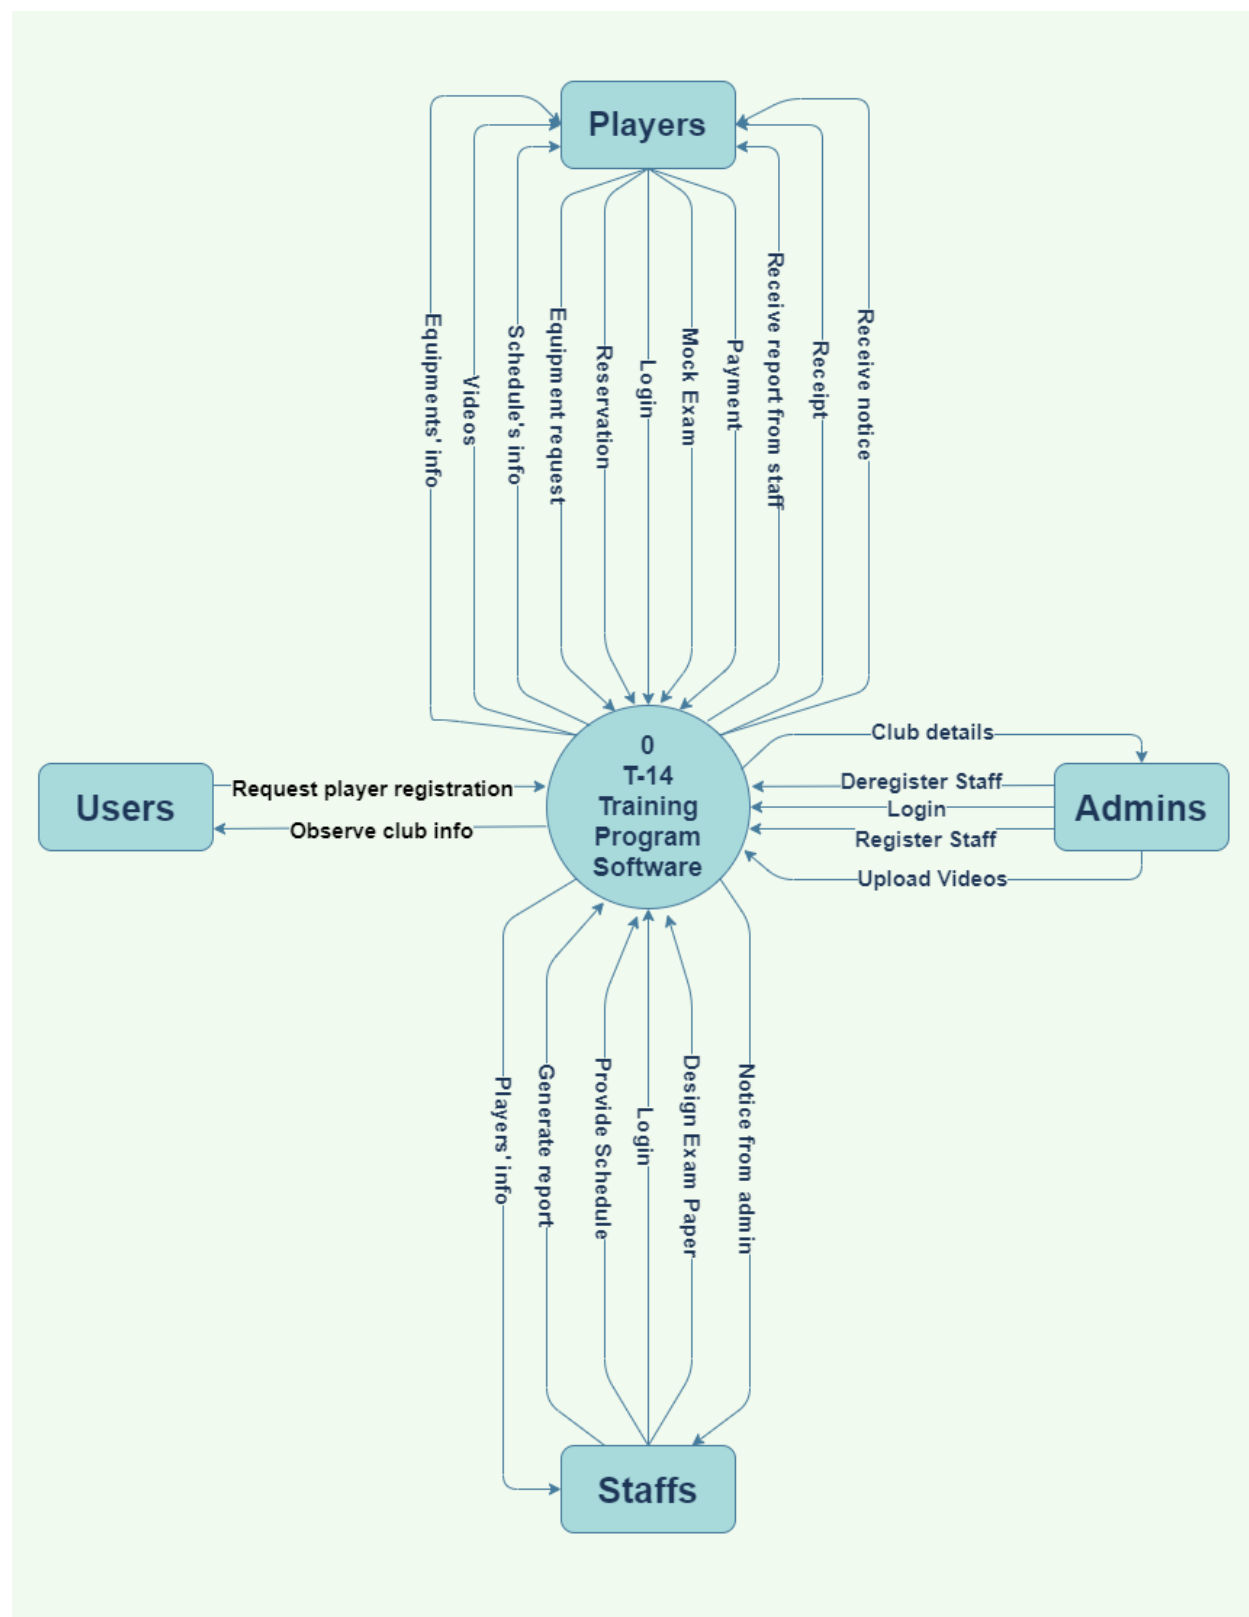 Players
Equipments' info
Videos
Schedule's info
Equipment request
Reservation
Login
Mock Exam
Payment
Receive report from staff
Receipt
Receive notice
Users
Request player registration
Observe club info
0
T-14
Training
Program
Software
Club details
Deregister Staff
Login
Register Staff
Upload Videos
Admins
Players' info
Generate report
Provide Schedule
Login
Design Exam Paper
Notice from admin
Staffs